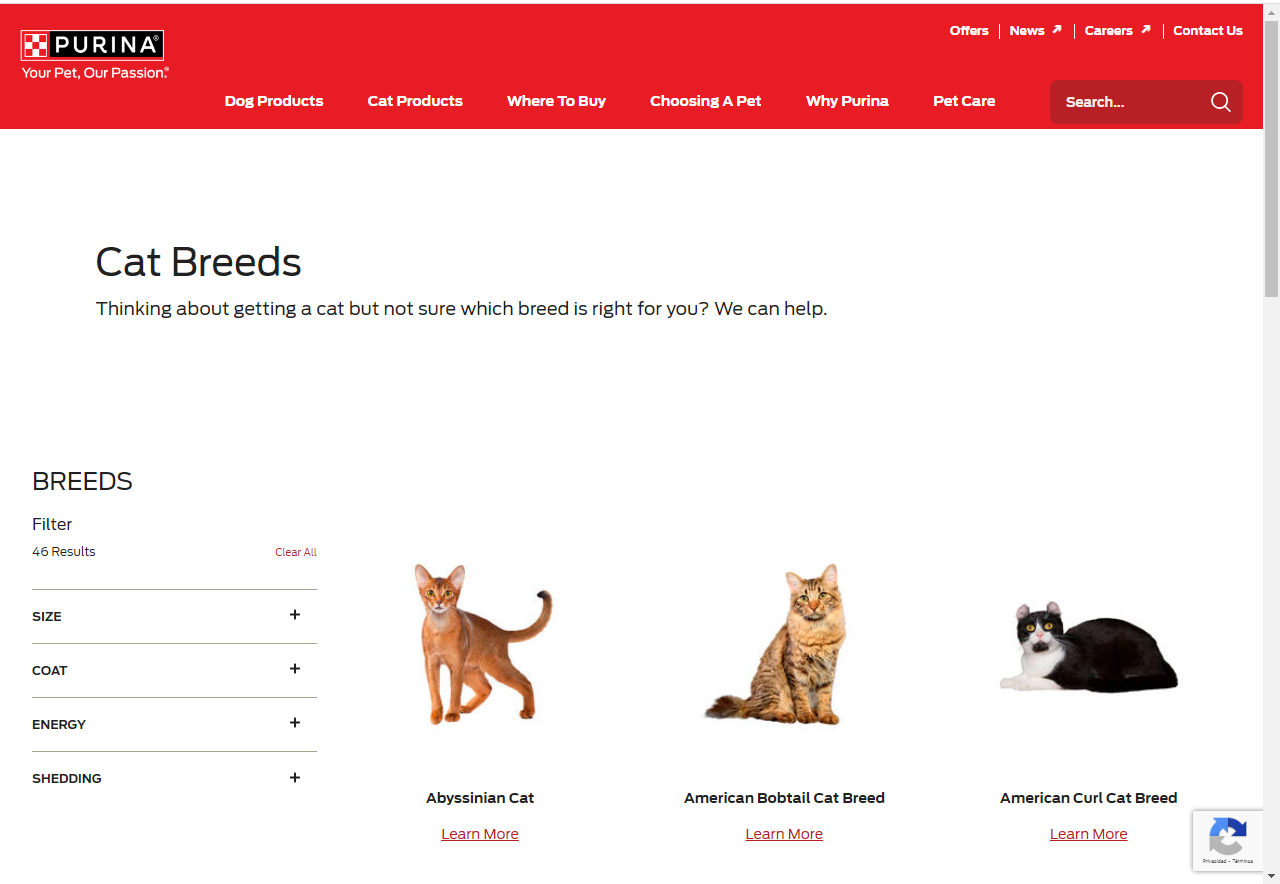 PURINA®
Your Pet, Our Passion.®
Offers
News
Careers
Contact Us
Dog Products
Cat Products
Where To Buy
Choosing A Pet
Why Purina
Pet Care
Search...
Cat Breeds
Thinking about getting a cat but not sure which breed is right for you? We can help.
BREEDS
Filter
46 Results
Clear All
SIZE
COAT
ENERGY
SHEDDING
Abyssinian Cat
Learn More
American Bobtail Cat Breed
Learn More
American Curl Cat Breed
Learn More
Privacidad - Términos